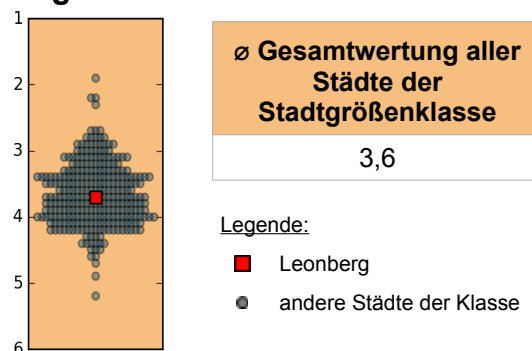 1
2
3
4
5
6
⌀ Gesamtwertung aller
Städte der
Stadtgrößenklasse
3,6
Legende:
Leonberg
andere Städte der Klasse